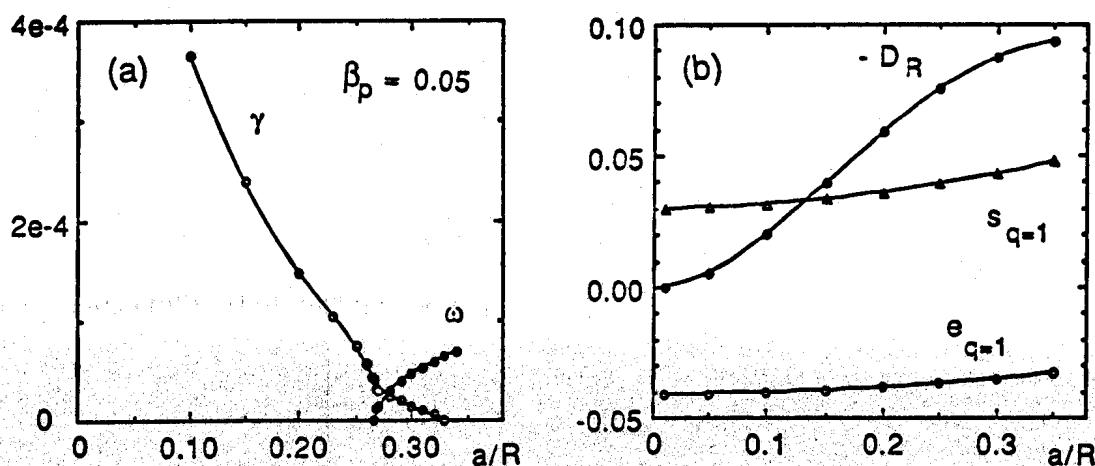 4e-4
(a)
β_p = 0.05
γ
2e-4
ω
0
0 0.10 0.20 0.30 a/R
0.10
(b)
- D_R
0.05
s_q=1
0.00
e_q=1
-0.05
0 0.1 0.2 0.3 a/R